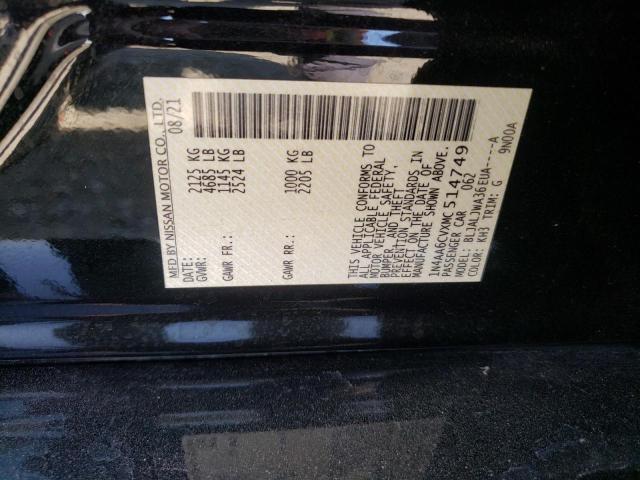 MFD BY NISSAN MOTOR CO., LTD.
DATE: 08/21
GVWR: 2125 KG
4685 LB
GAWR FR: 1145 KG
2524 LB
GAWR RR: 1000 KG
2205 LB
THIS VEHICLE CONFORMS TO
ALL APPLICABLE FEDERAL
MOTOR VEHICLE SAFETY,
BUMPER, AND THEFT
PREVENTION STANDARDS IN
EFFECT ON THE DATE OF
MANUFACTURE SHOWN ABOVE.
1N4AA6CVXMC514749
PASSENGER CAR 062
MODEL: BLJALJWA36EUA----A
COLOR: KH3 TRIM: G 9N00A